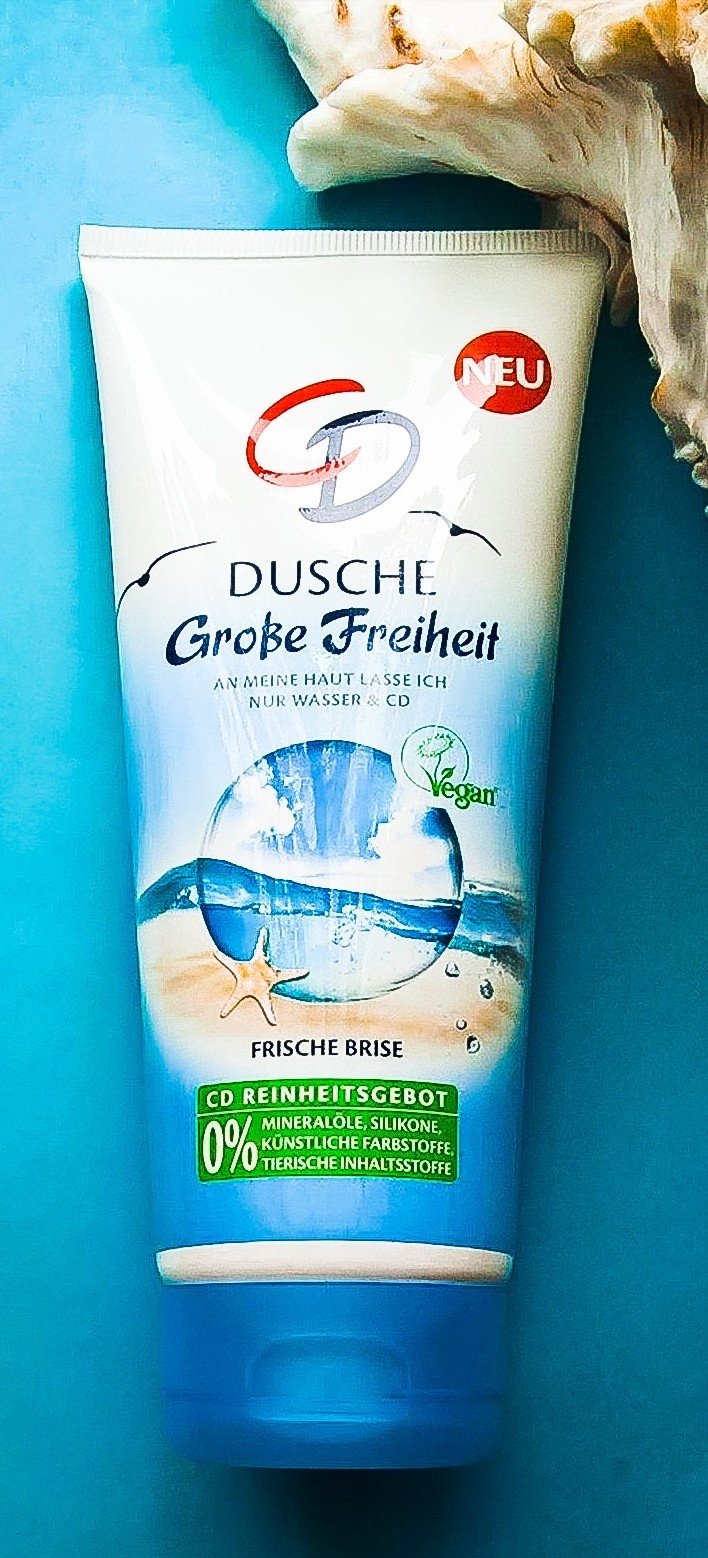 NEU
CD
DUSCHE
Große Freiheit
AN MEINE HAUT LASSE ICH
NUR WASSER & CD
Vegan
FRISCHE BRISE
CD REINHEITSGEBOT
0% MINERALÖLE, SILIKONE,
KÜNSTLICHE FARBSTOFFE,
TIERISCHE INHALTSSTOFFE